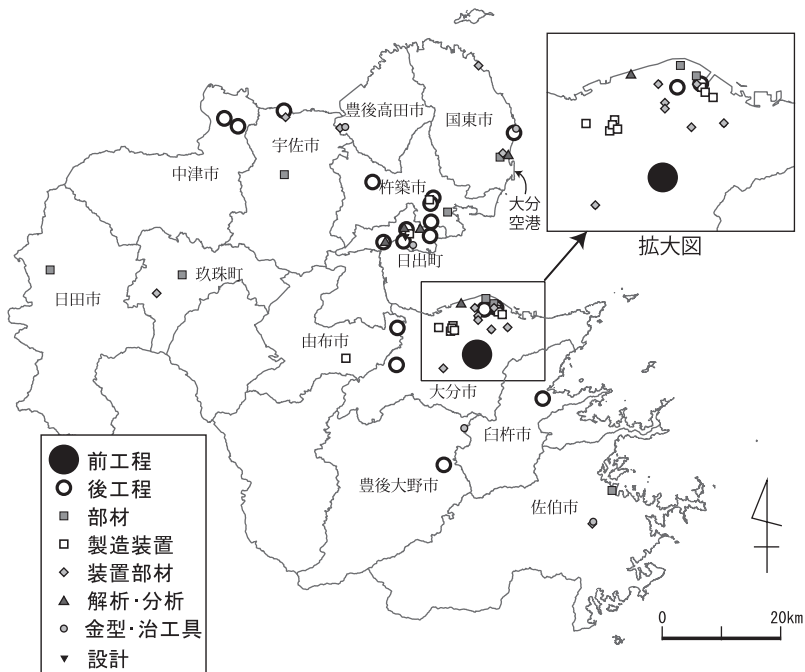 豊後高田市
国東市
宇佐市
中津市
杵築市
大分
空港
拡大図
日出町
玖珠町
日田市
由布市
大分市
臼杵市
豊後大野市
佐伯市
前工程
後工程
部材
製造装置
装置部材
解析・分析
金型・治工具
設計
0 20km